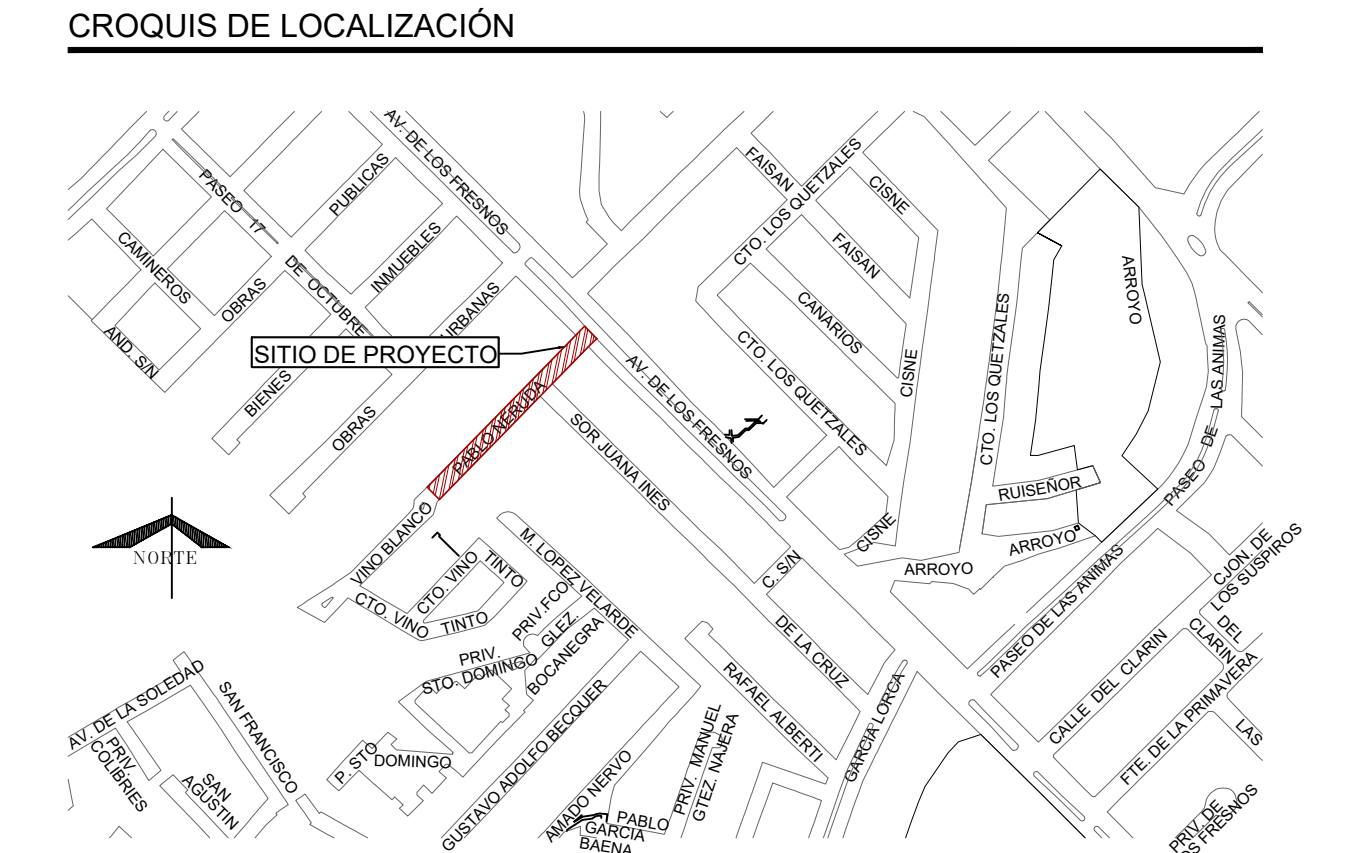 CROQUIS DE LOCALIZACIÓN
AV. DE LOS FRESNOS
PASEO 17
DE OCTUBRE
PUBLICAS
INMUEBLES
CAMINEROS
OBRAS
URBANAS
AND. S/N
BIENES
OBRAS
SITIO DE PROYECTO
PABLO NERUDA
FAISAN
CTO. LOS QUETZALES
CISNE
FAISAN
CANARIOS
CTO. LOS QUETZALES
CISNE
CTO. LOS QUETZALES
ARROYO
PASEO DE LAS ANIMAS
AV. DE LOS FRESNOS
SOR JUANA INES
DE LA CRUZ
C. S/N
CISNE
RUISEÑOR
ARROYO
ARROYO
PASEO DE LAS ANIMAS
CJON. DE
LOS SUSPIROS
DEL
CLARIN
CALLE DEL CLARIN
FTE. DE LA PRIMAVERA
LAS
NORTE
VINO BLANCO
CTO. VINO
TINTO
CTO. VINO TINTO
M. LOPEZ VELARDE
PRIV.FCO
GLEZ.
BOCANEGRA
PRIV.
STO. DOMINGO
P. STO
DOMINGO
GUSTAVO ADOLFO BECQUER
AMADO NERVO
RAFAEL ALBERTI
GARCIA LORCA
PRIV. MANUEL
GTEZ. NAJERA
PABLO
GARCIA
BAENA
AV. DE LA SOLEDAD
SAN FRANCISCO
PRIV.
COLIBRIES
SAN
AGUSTIN
PRIV. DE
OS FRESNOS